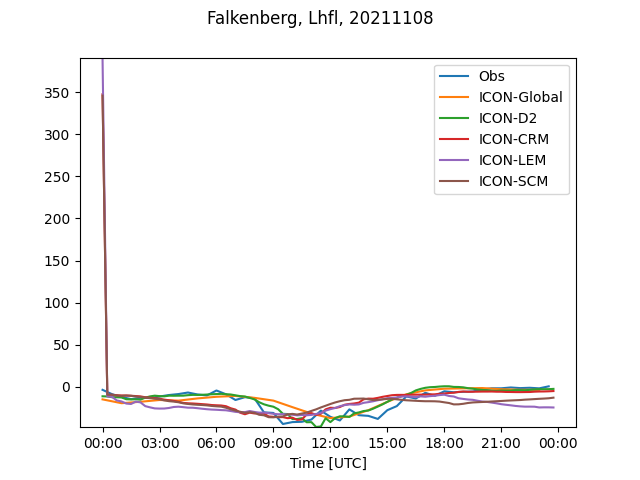 Falkenberg, Lhfl, 20211108
Obs
ICON-Global
ICON-D2
ICON-CRM
ICON-LEM
ICON-SCM
350
300
250
200
150
100
50
0
00:00 03:00 06:00 09:00 12:00 15:00 18:00 21:00 00:00
Time [UTC]